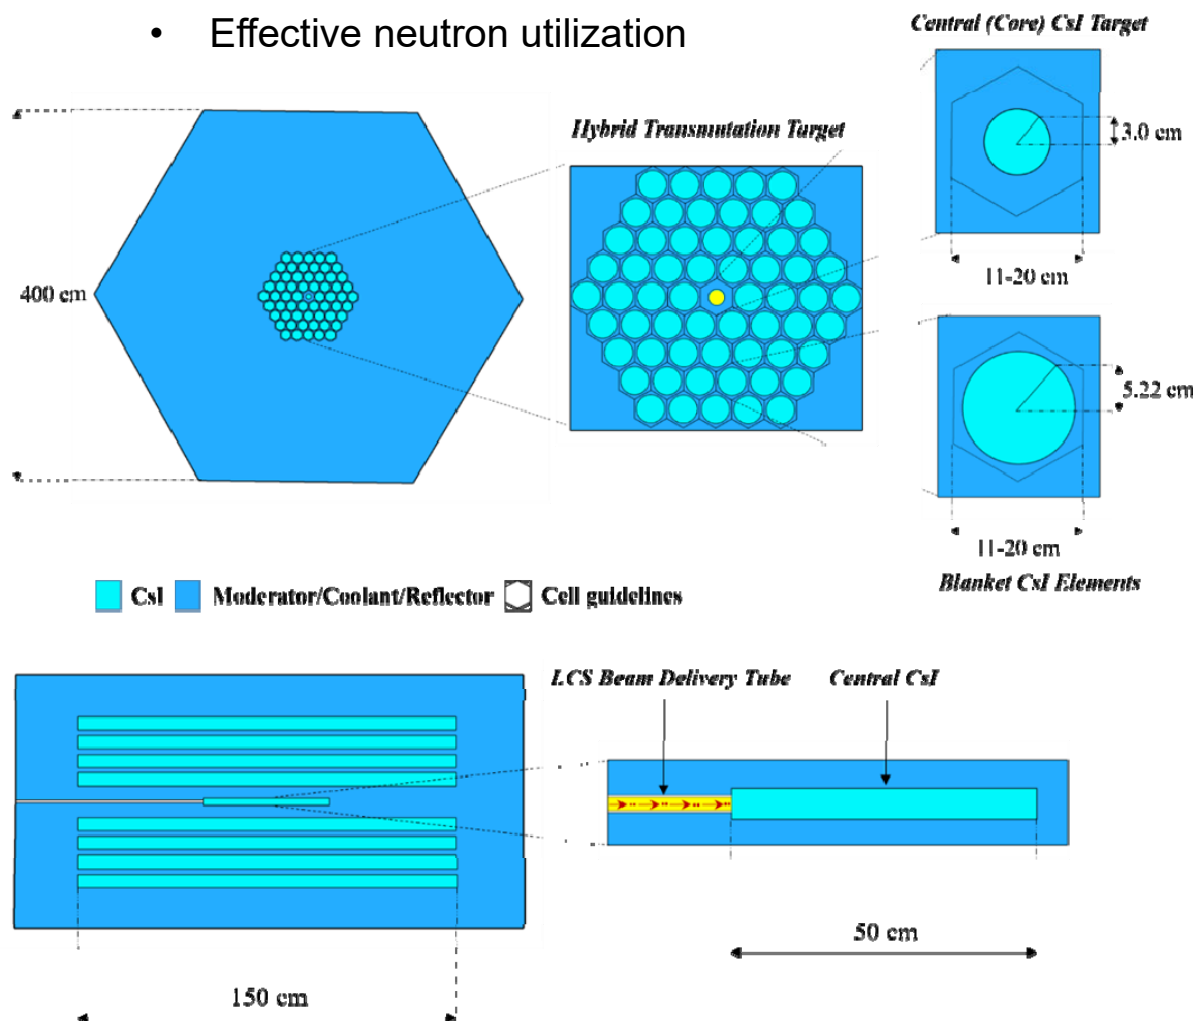 • Effective neutron utilization
Central (Core) CsI Target
Hybrid Transmutation Target
3.0 cm
11-20 cm
400 cm
5.22 cm
11-20 cm
Blanket CsI Elements
CsI Moderator/Coolant/Reflector Cell guidelines
LCS Beam Delivery Tube Central CsI
50 cm
150 cm